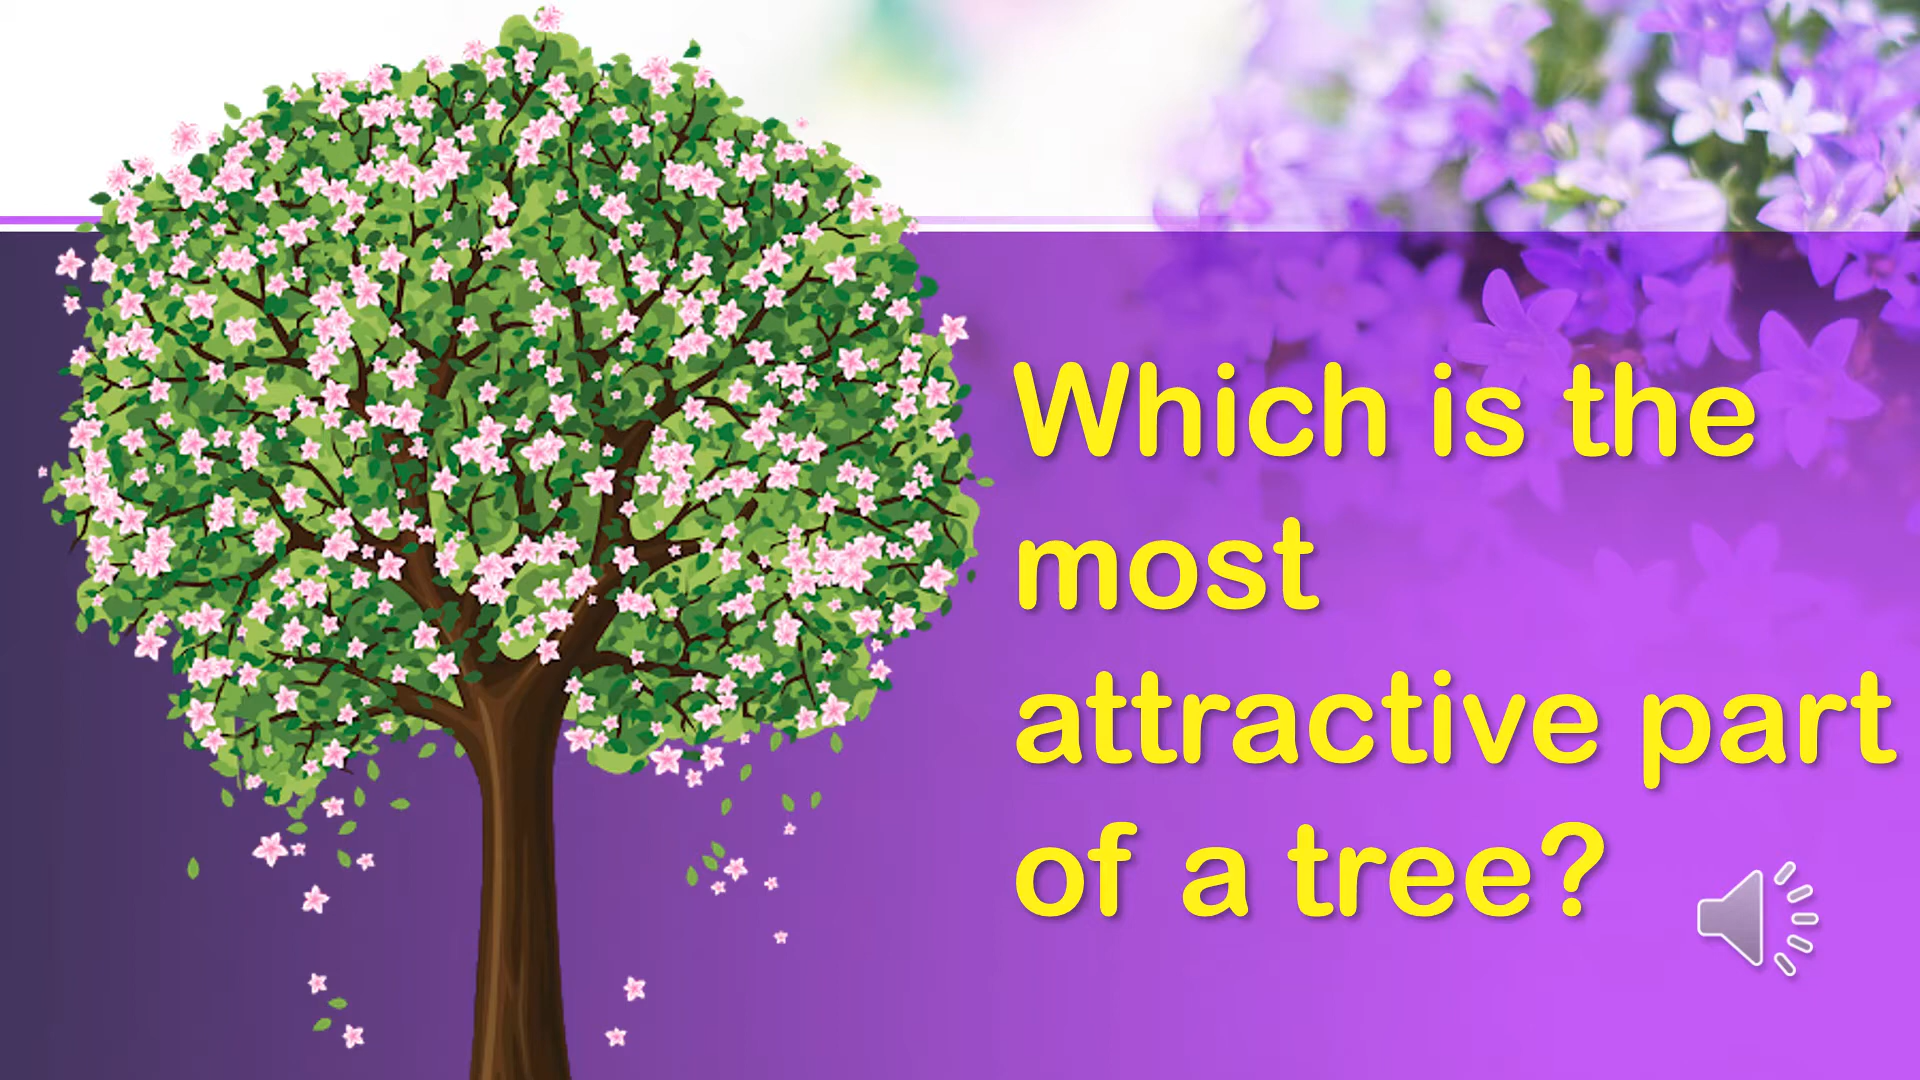 Which is the
most
attractive part
of a tree?